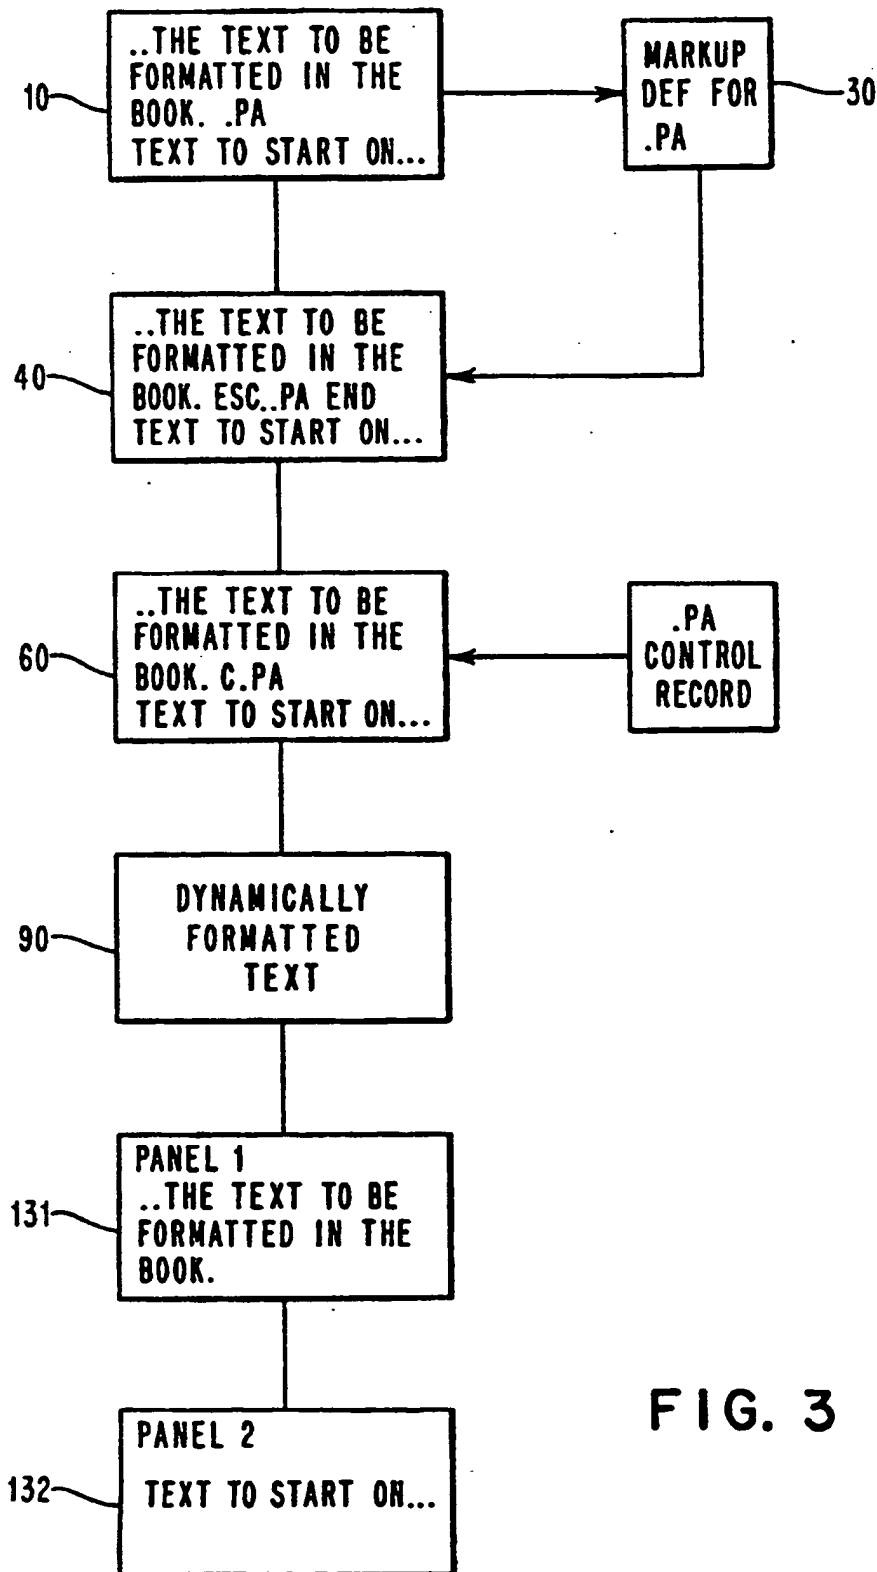 ..THE TEXT TO BE
FORMATTED IN THE
BOOK. .PA
TEXT TO START ON...
10
MARKUP
DEF FOR
.PA
30
..THE TEXT TO BE
FORMATTED IN THE
BOOK. ESC..PA END
TEXT TO START ON...
40
..THE TEXT TO BE
FORMATTED IN THE
BOOK. C.PA
TEXT TO START ON...
60
.PA
CONTROL
RECORD
DYNAMICALLY
FORMATTED
TEXT
90
PANEL 1
..THE TEXT TO BE
FORMATTED IN THE
BOOK.
131
PANEL 2
TEXT TO START ON...
132
FIG. 3